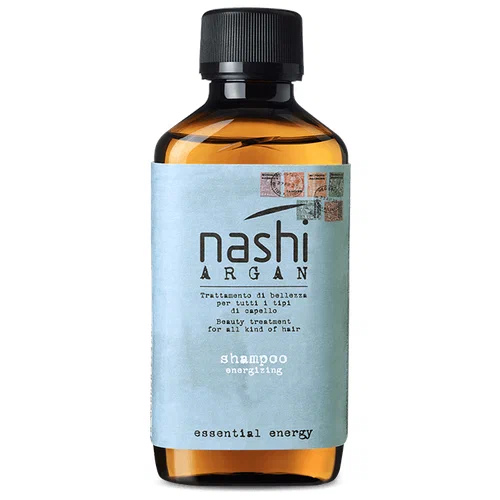 nashi
ARGAN
Trattamento di bellezza
per tutti i tipi
di capello
Beauty treatment
for all kind of hair
shampoo
energizing
essential energy